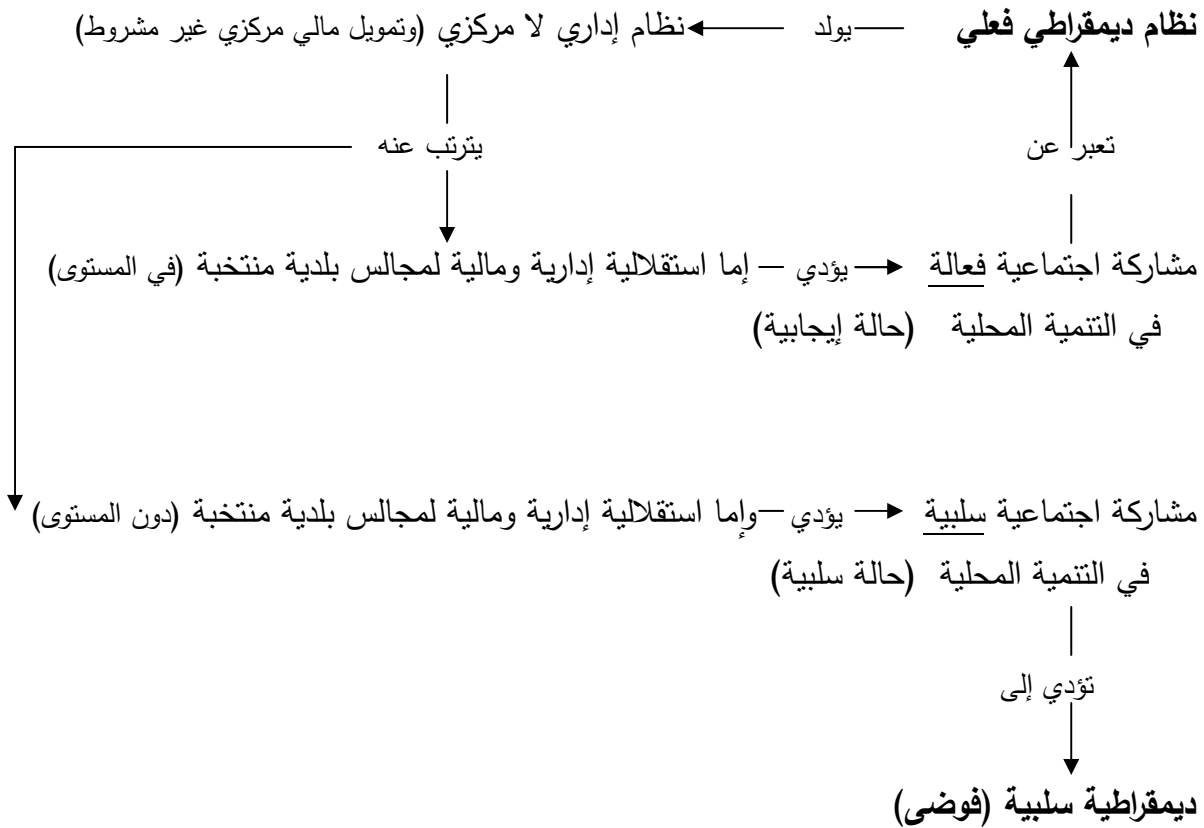 نظام ديمقراطي فعلي يولد نظام إداري لا مركزي (وتمويل مالي مركزي غير مشروط)
تعبر عن يترتب عنه
مشاركة اجتماعية فعالة يؤدي – إما استقلالية إدارية ومالية لمجالس بلدية منتخبة (في المستوى)
في التنمية المحلية (حالة إيجابية)
مشاركة اجتماعية سلبية يؤدي –وإما استقلالية إدارية ومالية لمجالس بلدية منتخبة (دون المستوى)
في التنمية المحلية (حالة سلبية)
تؤدي إلى
ديمقراطية سلبية (فوضى)